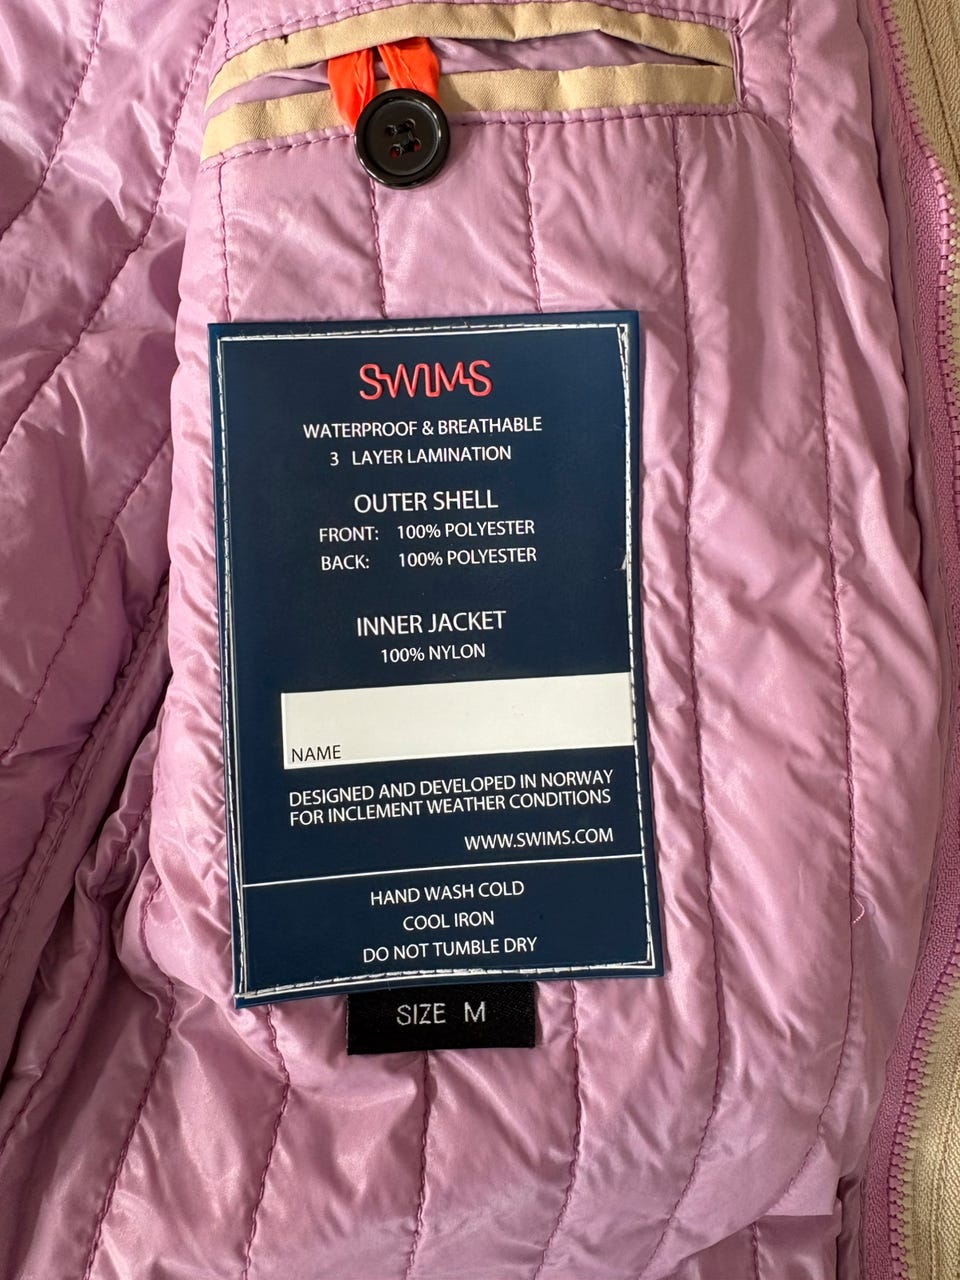 SWIMS
WATERPROOF & BREATHABLE
3 LAYER LAMINATION
OUTER SHELL
FRONT: 100% POLYESTER
BACK: 100% POLYESTER
INNER JACKET
100% NYLON
NAME
DESIGNED AND DEVELOPED IN NORWAY
FOR INCLEMENT WEATHER CONDITIONS
WWW.SWIMS.COM
HAND WASH COLD
COOL IRON
DO NOT TUMBLE DRY
SIZE M